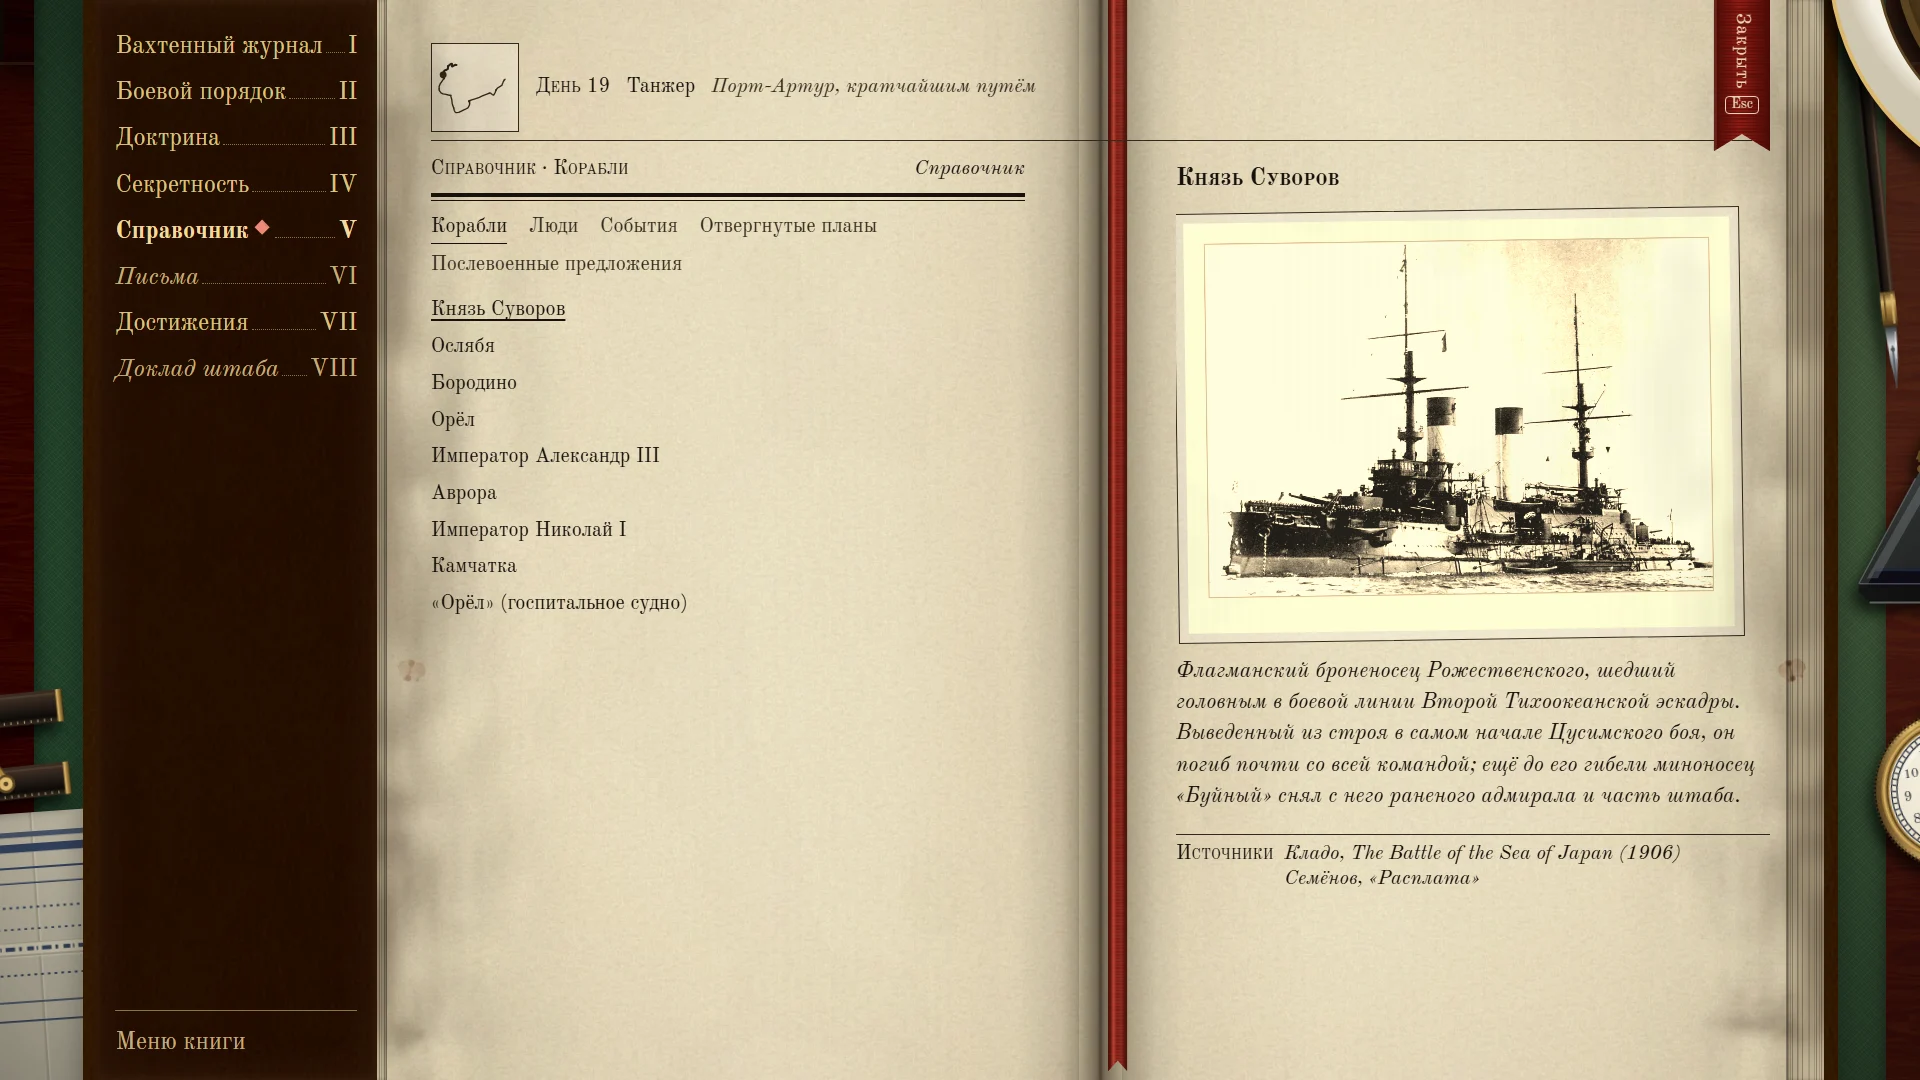 Вахтенный журнал I
Боевой порядок II
Доктрина III
Секретность IV
Справочник V
Письма VI
Достижения VII
Доклад штаба VIII
Меню книги
День 19 Танжер Порт-Артур, кратчайшим путём
Справочник · Корабли Справочник
Корабли Люди События Отвергнутые планы
Послевоенные предложения
Князь Суворов
Ослябя
Бородино
Орёл
Император Александр III
Аврора
Император Николай I
Камчатка
«Орёл» (госпитальное судно)
Закрыть
Esc
Князь Суворов
Флагманский броненосец Рожественского, шедший
головным в боевой линии Второй Тихоокеанской эскадры.
Выведенный из строя в самом начале Цусимского боя, он
погиб почти со всей командой; ещё до его гибели миноносец
«Буйный» снял с него раненого адмирала и часть штаба.
Источники Кладо, The Battle of the Sea of Japan (1906)
Семёнов, «Расплата»
10
9
8